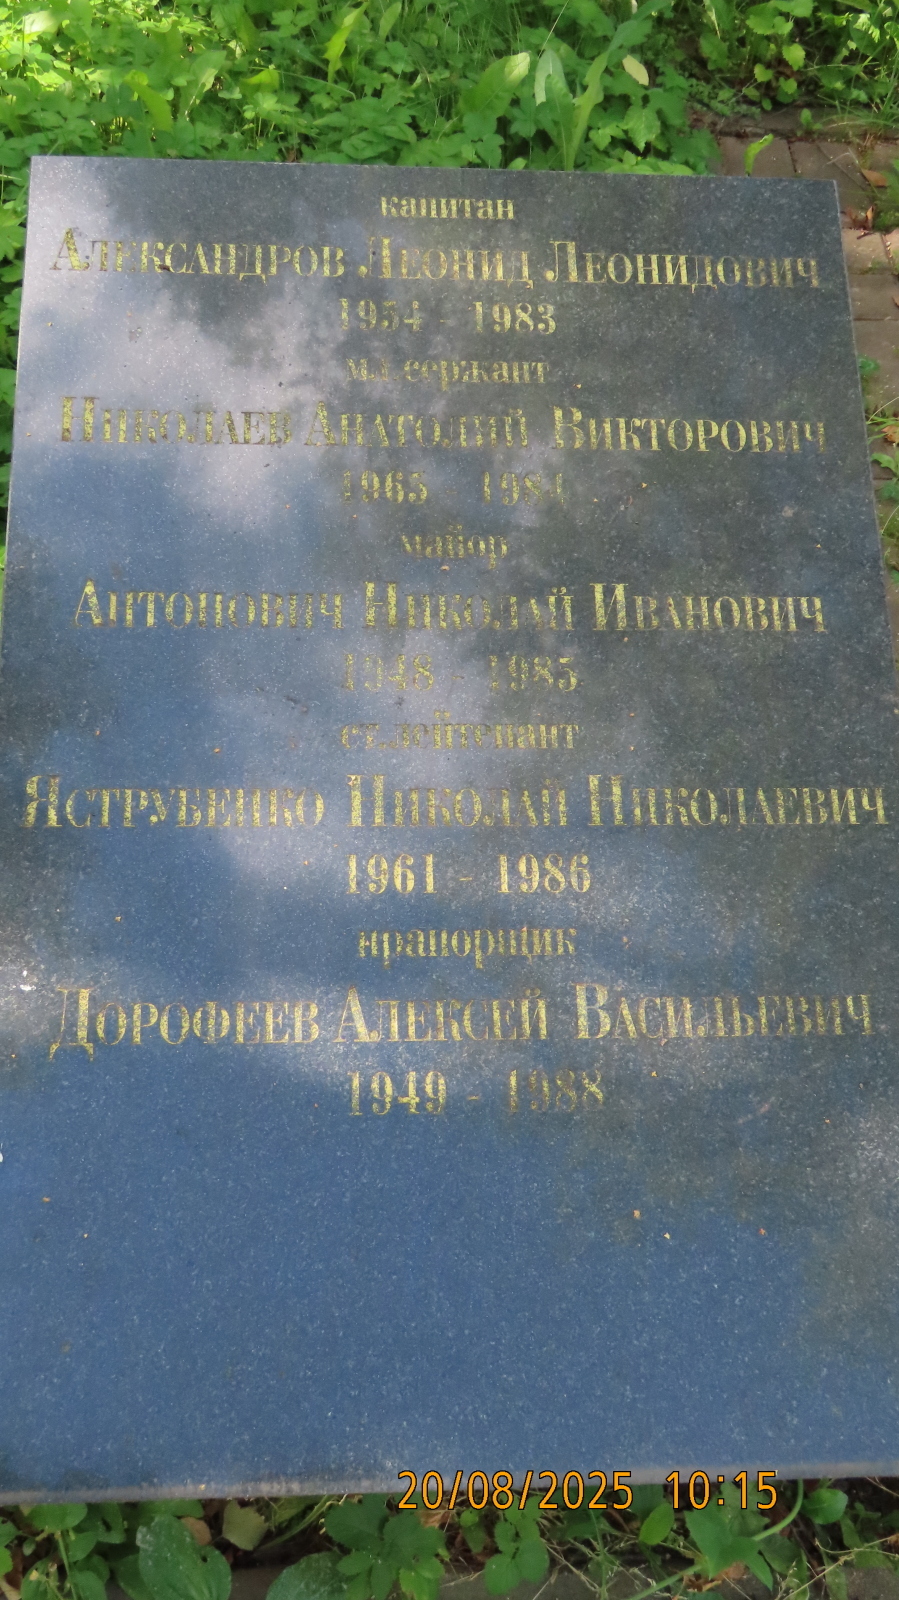 капитан
Александров Леонид Леонидович
1954 - 1983
мл.сержант
Николаев Анатолий Викторович
1965 - 1984
майор
Антонович Николай Иванович
1948 - 1985
ст.лейтенант
Яструбенко Николай Николаевич
1961 - 1986
прапорщик
Дорофеев Алексей Васильевич
1949 - 1988
20/08/2025 10:15